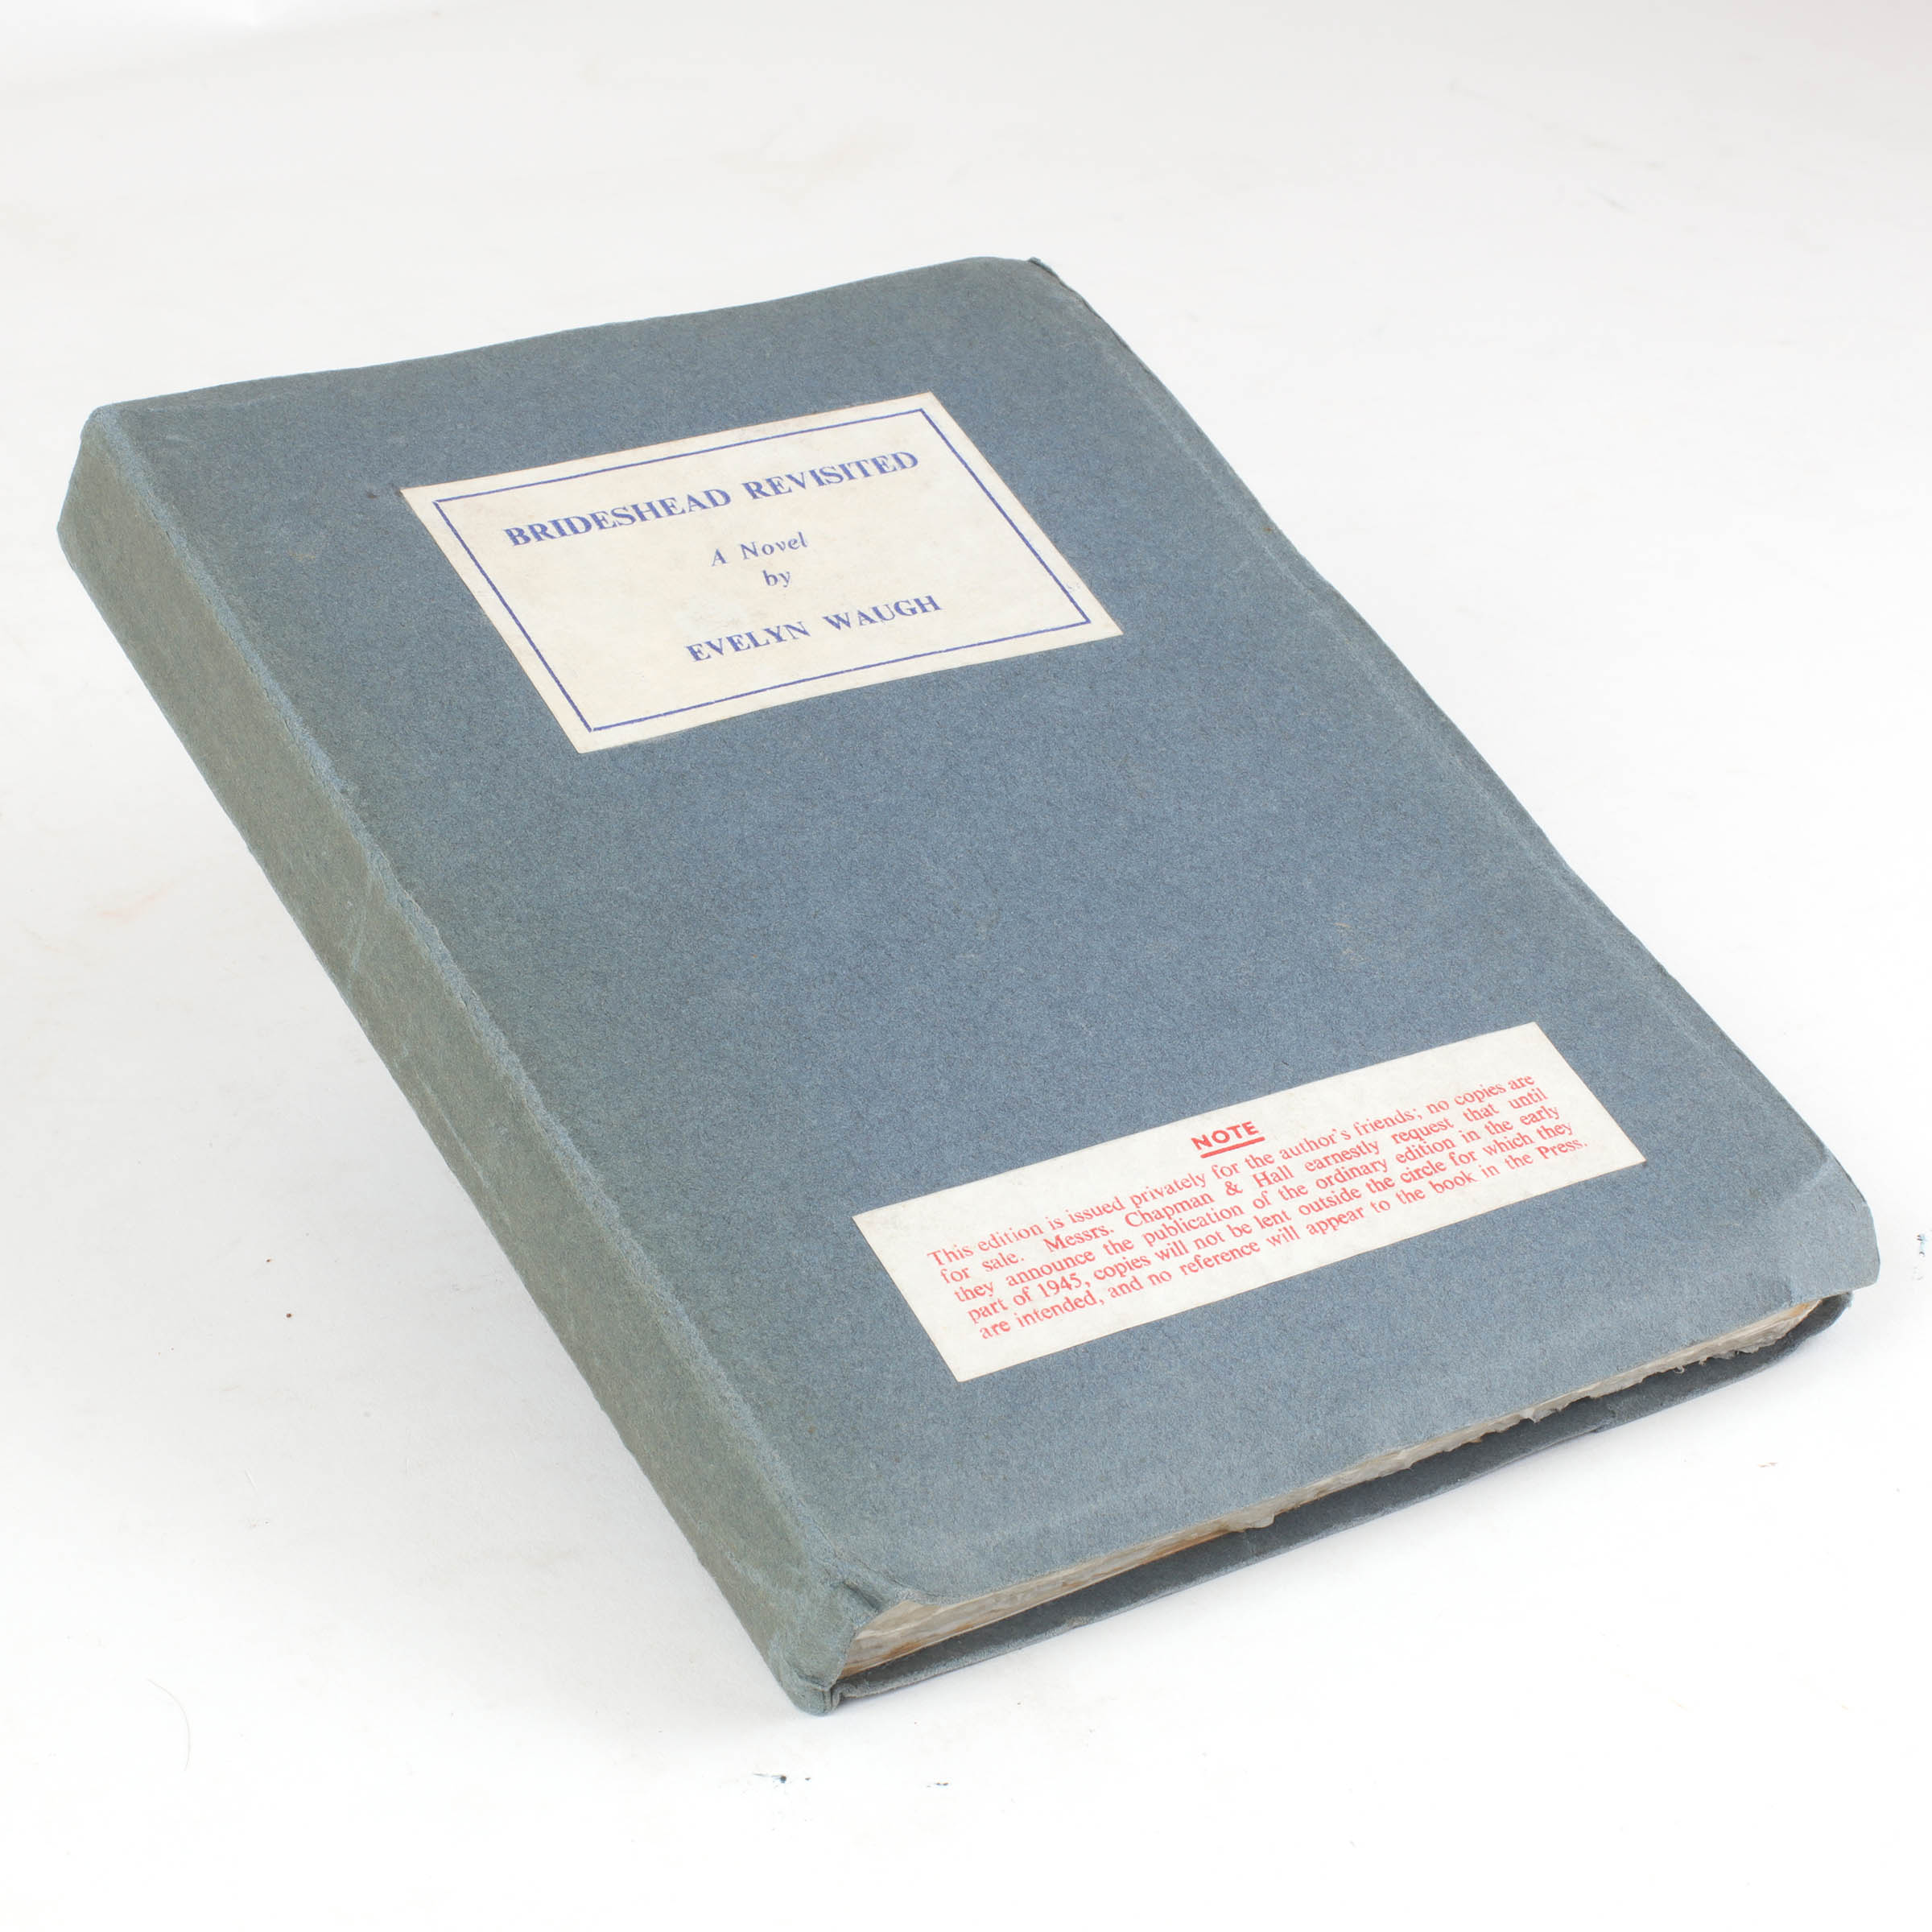 BRIDESHEAD REVISITED
A Novel
by
EVELYN WAUGH
NOTE
This edition is issued privately for the author's friends; no copies are
for sale. Messrs. Chapman & Hall earnestly request that until
they announce the publication of the ordinary edition in the early
part of 1945, copies will not be lent outside the circle for which they
are intended, and no reference will appear to the book in the Press.